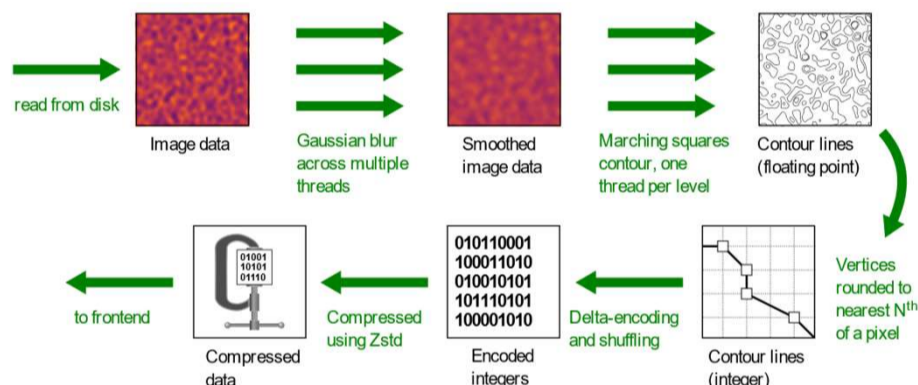 read from disk
Image data
Gaussian blur
across multiple
threads
Smoothed
image data
Marching squares
contour, one
thread per level
Contour lines
(floating point)
Vertices
rounded to
nearest Nth
of a pixel
Contour lines
(integer)
Delta-encoding
and shuffling
010110001
100011010
010010101
101110101
100001010
Encoded
integers
Compressed
using Zstd
01001
10101
01110
Compressed
data
to frontend